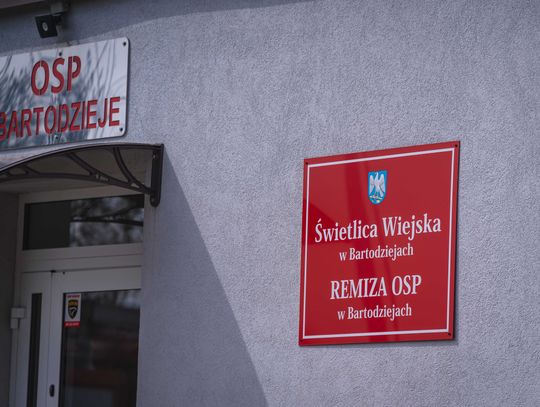 OSP
BARTODZIEJE
Świetlica Wiejska
w Bartodziejach
REMIZA OSP
w Bartodziejach